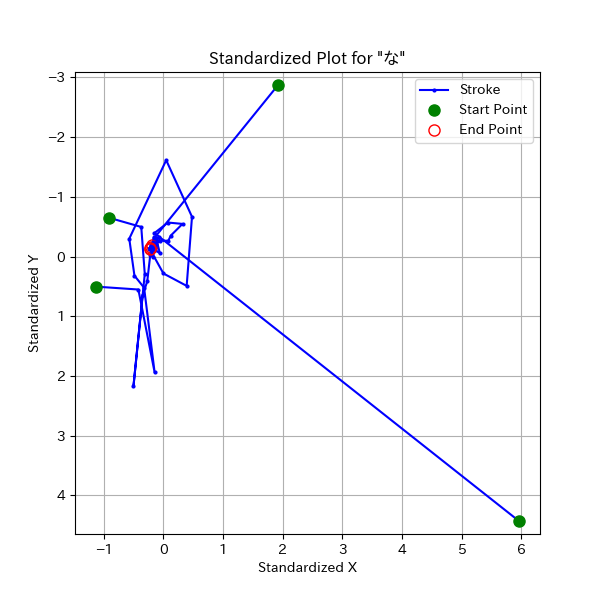 Standardized Plot for "な"
Stroke
Start Point
End Point
−3
−2
−1
0
1
2
3
4
Standardized Y
−1 0 1 2 3 4 5 6
Standardized X